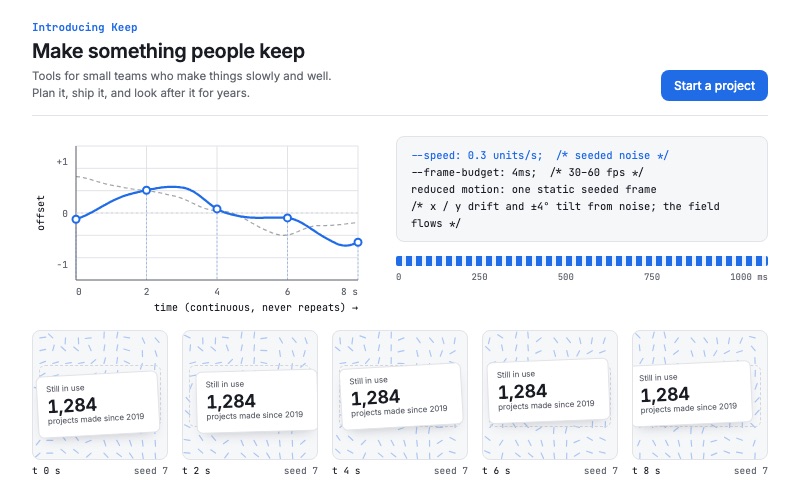 Introducing Keep
Make something people keep
Tools for small teams who make things slowly and well.
Plan it, ship it, and look after it for years.
Start a project
+1
0
-1
offset
0 2 4 6 8 s
time (continuous, never repeats) →
--speed: 0.3 units/s; /* seeded noise */
--frame-budget: 4ms; /* 30–60 fps */
reduced motion: one static seeded frame
/* x / y drift and ±4° tilt from noise; the field
flows */
0 250 500 750 1000 ms
Still in use
1,284
projects made since 2019
t 0 s seed 7
Still in use
1,284
projects made since 2019
t 2 s seed 7
Still in use
1,284
projects made since 2019
t 4 s seed 7
Still in use
1,284
projects made since 2019
t 6 s seed 7
Still in use
1,284
projects made since 2019
t 8 s seed 7